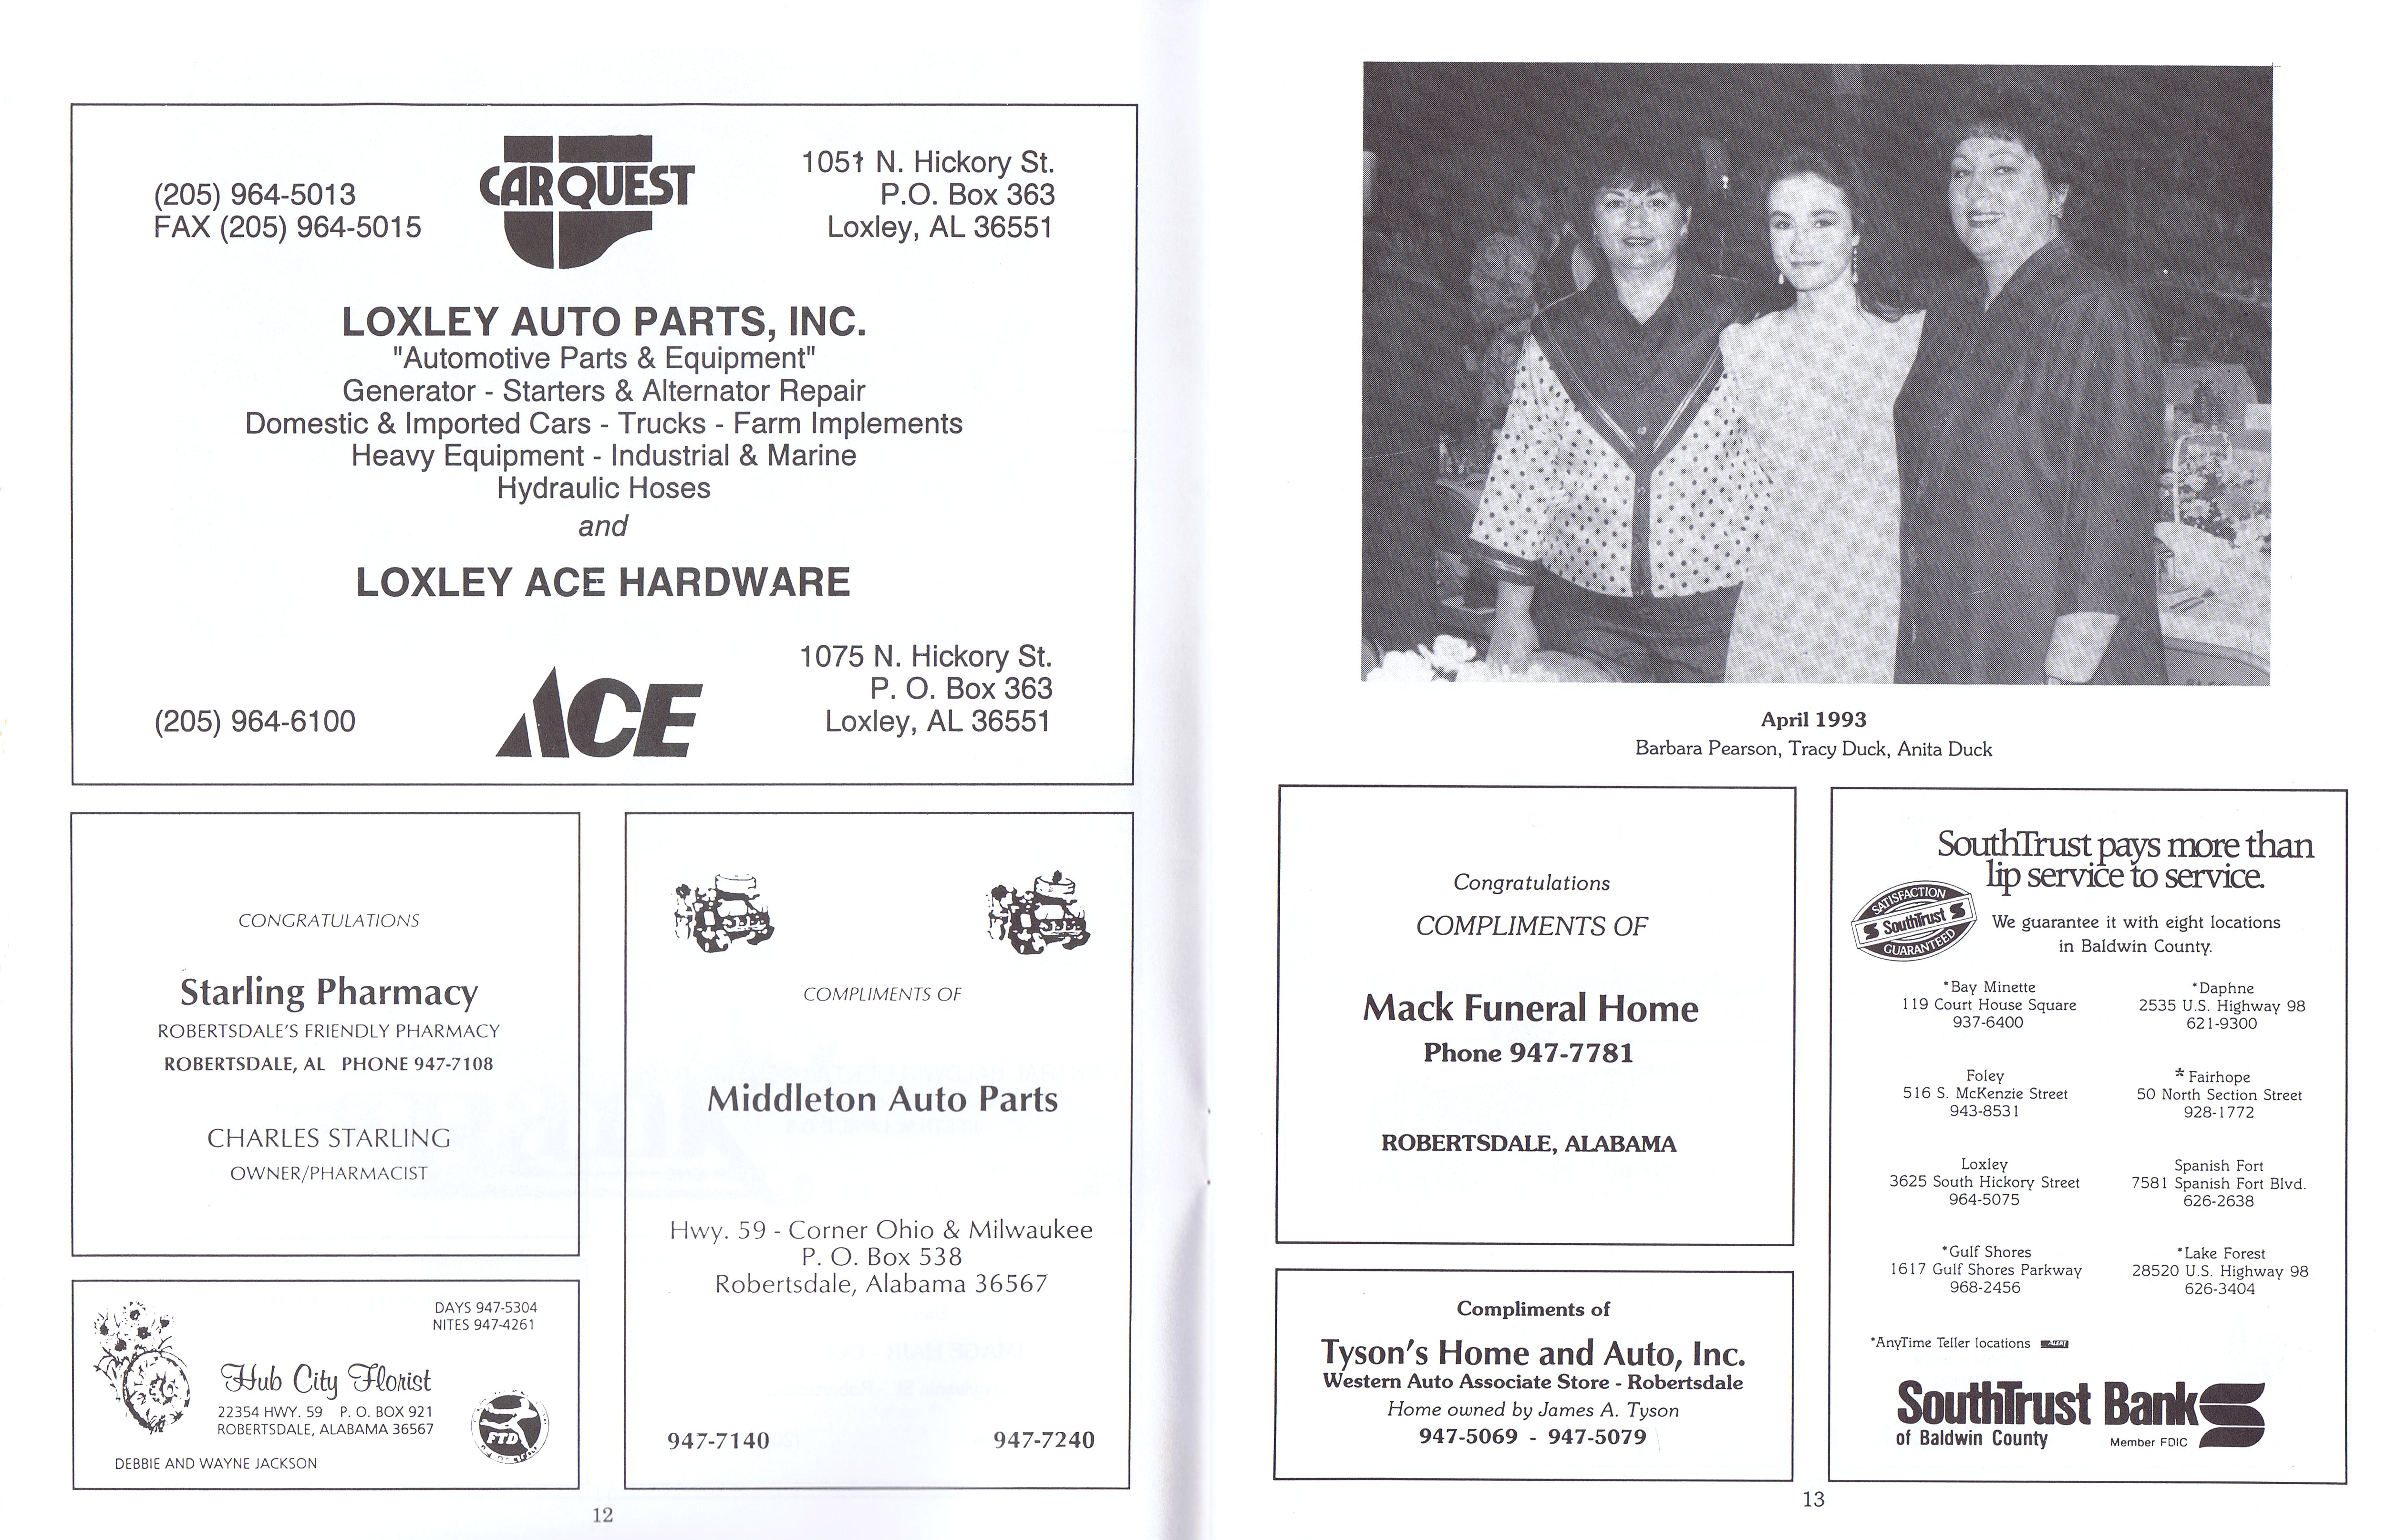 (205) 964-5013
FAX (205) 964-5015
CARQUEST
1051 N. Hickory St.
P.O. Box 363
Loxley, AL 36551
LOXLEY AUTO PARTS, INC.
"Automotive Parts & Equipment"
Generator - Starters & Alternator Repair
Domestic & Imported Cars - Trucks - Farm Implements
Heavy Equipment - Industrial & Marine
Hydraulic Hoses
and
LOXLEY ACE HARDWARE
(205) 964-6100
ACE
1075 N. Hickory St.
P. O. Box 363
Loxley, AL 36551
CONGRATULATIONS
Starling Pharmacy
ROBERTSDALE'S FRIENDLY PHARMACY
ROBERTSDALE, AL PHONE 947-7108
CHARLES STARLING
OWNER/PHARMACIST
DAYS 947-5304
NITES 947-4261
Hub City Florist
22354 HWY. 59 P. O. BOX 921
ROBERTSDALE, ALABAMA 36567
FTD
DEBBIE AND WAYNE JACKSON
COMPLIMENTS OF
Middleton Auto Parts
Hwy. 59 - Corner Ohio & Milwaukee
P. O. Box 538
Robertsdale, Alabama 36567
947-7140 947-7240
12
April 1993
Barbara Pearson, Tracy Duck, Anita Duck
Congratulations
COMPLIMENTS OF
Mack Funeral Home
Phone 947-7781
ROBERTSDALE, ALABAMA
Compliments of
Tyson's Home and Auto, Inc.
Western Auto Associate Store - Robertsdale
Home owned by James A. Tyson
947-5069 - 947-5079
SouthTrust pays more than
lip service to service.
SATISFACTION
SouthTrust
GUARANTEED
We guarantee it with eight locations
in Baldwin County.
*Bay Minette
119 Court House Square
937-6400
*Daphne
2535 U.S. Highway 98
621-9300
Foley
516 S. McKenzie Street
943-8531
*Fairhope
50 North Section Street
928-1772
Loxley
3625 South Hickory Street
964-5075
Spanish Fort
7581 Spanish Fort Blvd.
626-2638
*Gulf Shores
1617 Gulf Shores Parkway
968-2456
*Lake Forest
28520 U.S. Highway 98
626-3404
*AnyTime Teller locations
SouthTrust Bank
of Baldwin County
Member FDIC
13